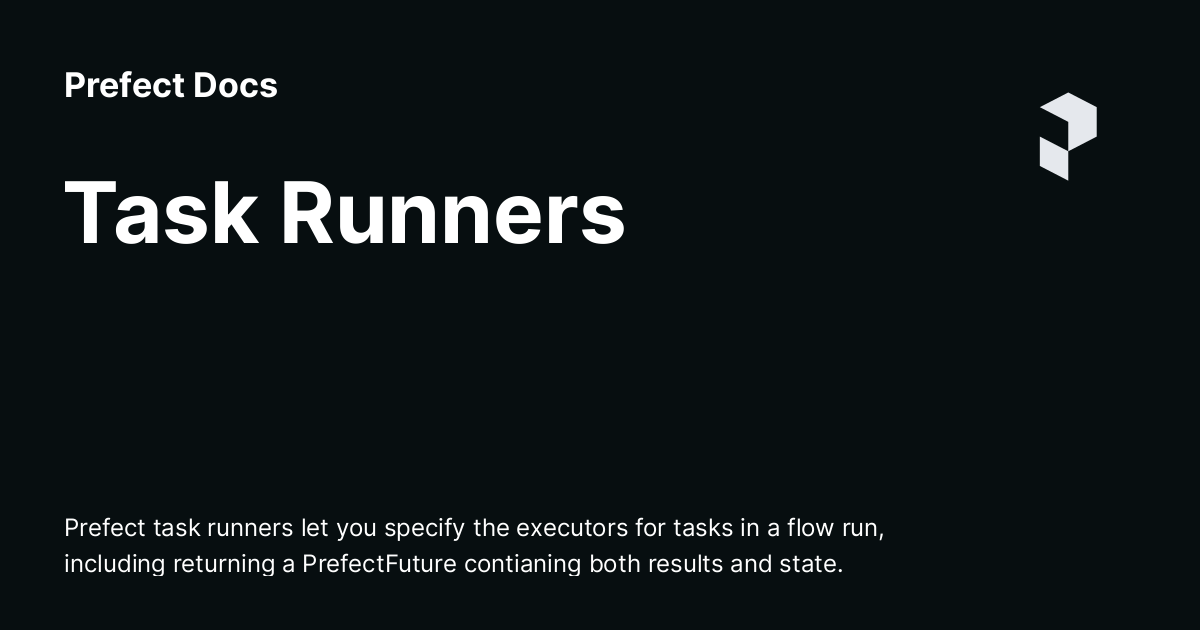 Prefect Docs
Task Runners
Prefect task runners let you specify the executors for tasks in a flow run,
including returning a PrefectFuture contianing both results and state.